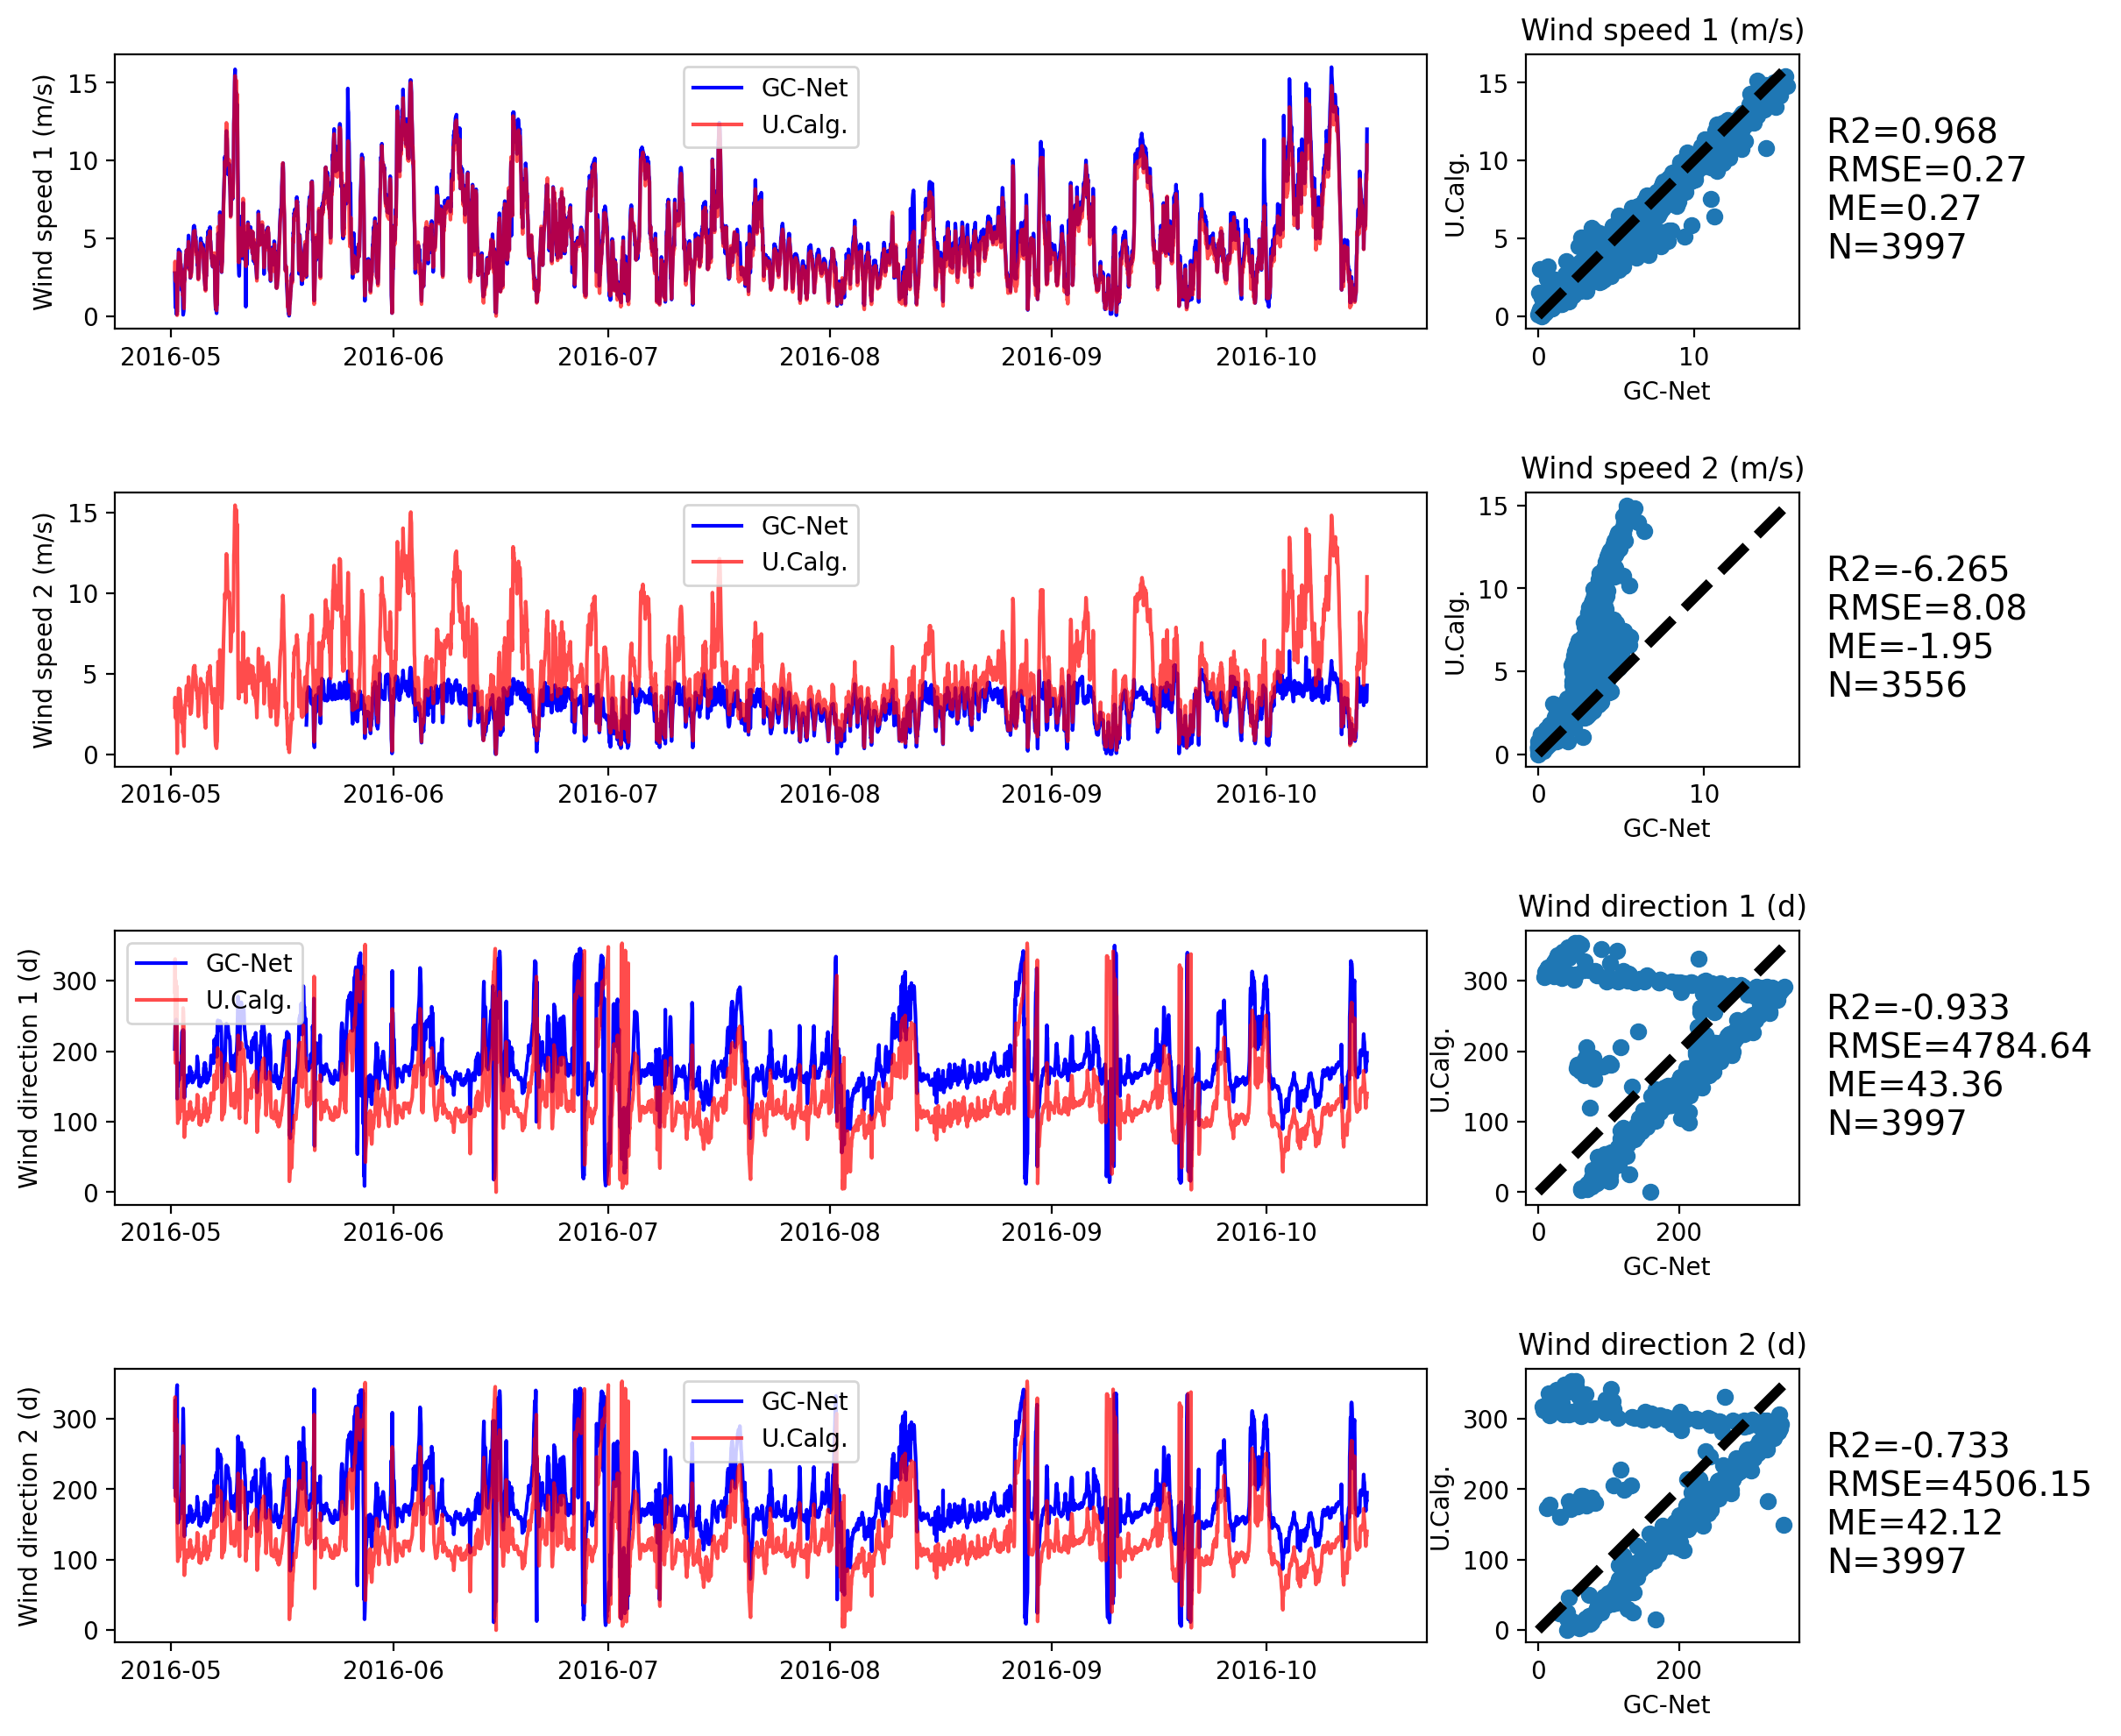 Wind speed 1 (m/s)
Wind speed 1 (m/s)
15
10
5
0
GC-Net
U.Calg.
2016-05
2016-06
2016-07
2016-08
2016-09
2016-10
U.Calg.
15
10
5
0
0
10
GC-Net
R2=0.968
RMSE=0.27
ME=0.27
N=3997
Wind speed 2 (m/s)
Wind speed 2 (m/s)
15
10
5
0
GC-Net
U.Calg.
2016-05
2016-06
2016-07
2016-08
2016-09
2016-10
U.Calg.
15
10
5
0
0
10
GC-Net
R2=-6.265
RMSE=8.08
ME=-1.95
N=3556
Wind direction 1 (d)
Wind direction 1 (d)
300
200
100
0
GC-Net
U.Calg.
2016-05
2016-06
2016-07
2016-08
2016-09
2016-10
U.Calg.
300
200
100
0
0
200
GC-Net
R2=-0.933
RMSE=4784.64
ME=43.36
N=3997
Wind direction 2 (d)
Wind direction 2 (d)
300
200
100
0
GC-Net
U.Calg.
2016-05
2016-06
2016-07
2016-08
2016-09
2016-10
U.Calg.
300
200
100
0
0
200
GC-Net
R2=-0.733
RMSE=4506.15
ME=42.12
N=3997